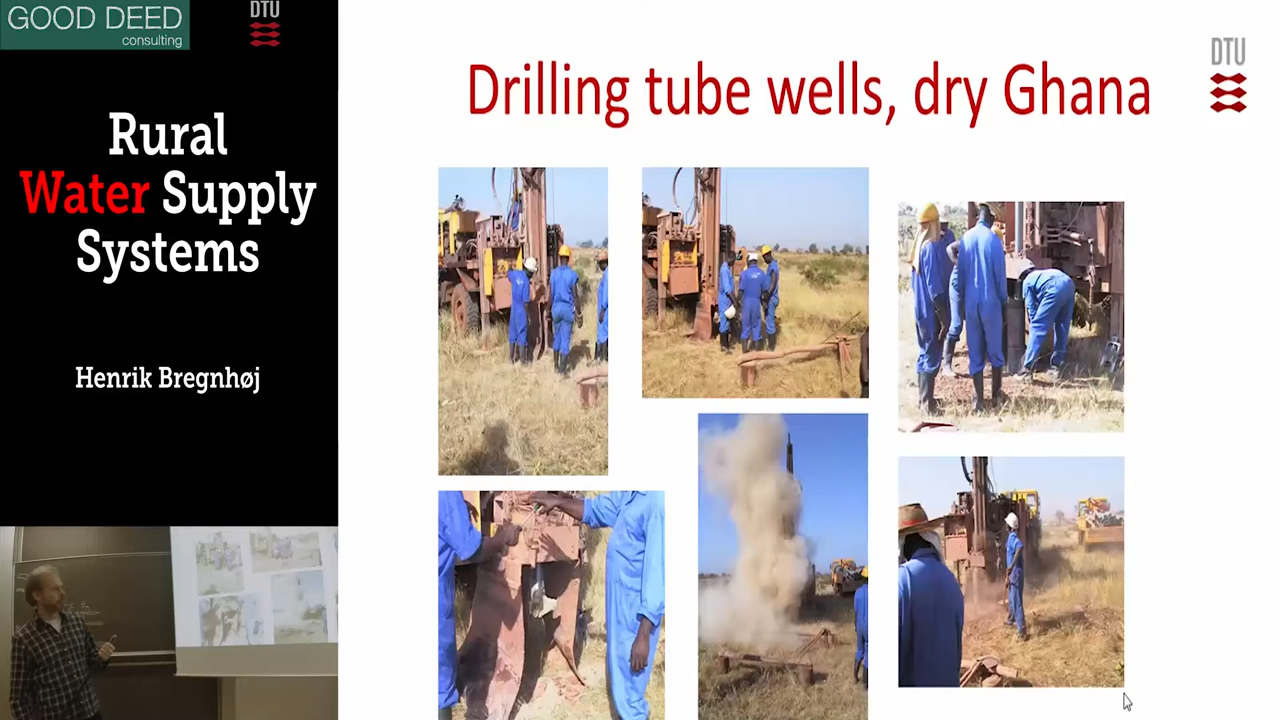 GOOD DEED
consulting
DTU
Rural
Water Supply
Systems
Henrik Bregnhøj
Drilling tube wells, dry Ghana
DTU